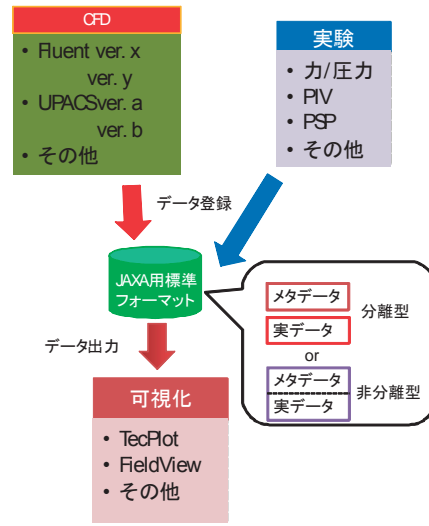 CFD
• Fluent ver. x
ver. y
• UPACSver. a
ver. b
• その他
実験
• 力/圧力
• PIV
• PSP
• その他
データ登録
JAXA用標準
フォーマット
メタデータ
実データ
分離型
or
メタデータ
実データ
非分離型
データ出力
可視化
• TecPlot
• FieldView
• その他